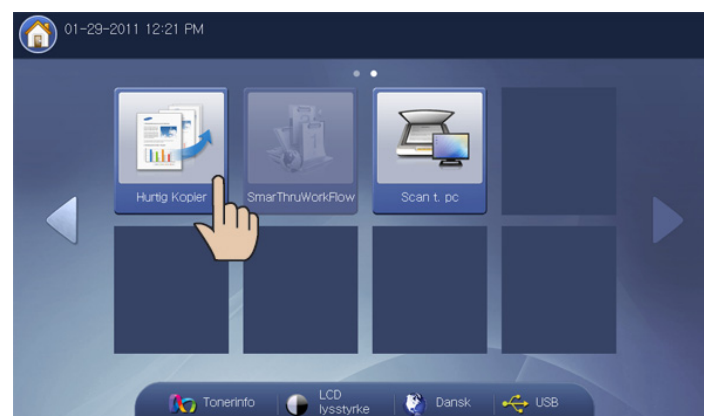 01-29-2011 12:21 PM
Hurtig Kopier
SmarThruWorkFlow
Scan t. pc
Tonerinfo
LCD
lysstyrke
Dansk
USB